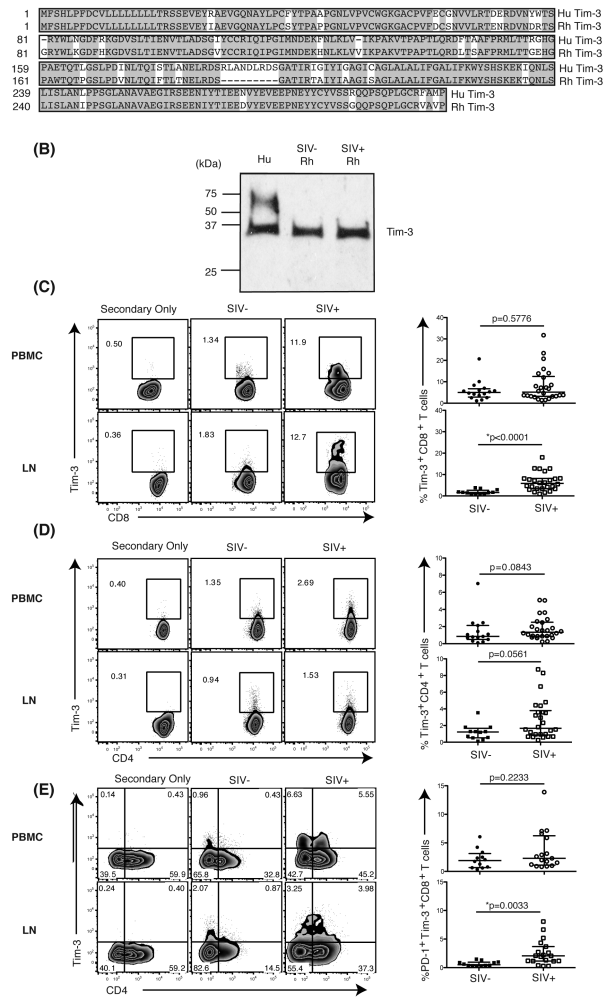 1 MFSHLPFDCVLLLLLLLLTRSSEVEYRAEVGQNAYLPCFYTPAAPGNLVPVCWGKGACPVFECGNVVLRTDERDVNYWTS Hu Tim-3
1 MFSHLPFDCVLLLLLLLLTRSSEVEYIAEVGQNAYLPCSYTPAPPGNLVPVCWGKGACPVFDCSNVVLRTDNRDVNDRTS Rh Tim-3
81 -RYWLNGDFRKGDVSLTIENVTLADSGIYCCRIQIPGIMNDEKFNLKLV-IKPAKVTPAPTLQRDFTAAFPRMLTTRGHG Hu Tim-3
81 GRYWLKGDFHKGDVSLTIENVTLADSGVYCCRIQIPGIMNDEKHNLKLVVIKPAKVTPAPTLQRDLTSAFPRMLTTGEHG Rh Tim-3
159 PAETQTLGSLPDINLTQISTLANELRDSRLANDLRDSGATIRIGIYIGAGICAGLALALIFGALIFKWYSHSKEKIQNLS Hu Tim-3
161 PAETQTPGSLPDVNLTQIFTLTNELRDS-------GATIRTAIYIAAGISAGLALALIFGALIFKWYSHSKEKTQNLS Rh Tim-3
239 LISLANLPPSGLANAVAEGIRSEENIYTIEENVYEVEEPNEYYCYVSSRQQPSQPLGCRFAMP Hu Tim-3
240 LISLANIPPSGLANAVAEGIRSEENIYTIEEDVYEVEEPNEYYCYVSSGQQPSQPLGCRVAVP Rh Tim-3
(B)
(kDa) Hu SIV- Rh SIV+ Rh
75
50
37 Tim-3
25
(C)
Secondary Only SIV- SIV+
PBMC 0.50 1.34 11.9 p=0.5776
LN 0.36 1.83 12.7 *p<0.0001
Tim-3
CD8
% Tim-3+ CD8+ T cells
SIV- SIV+
(D)
Secondary Only SIV- SIV+
PBMC 0.40 1.35 2.69 p=0.0843
LN 0.31 0.94 1.53 p=0.0561
Tim-3
CD4
% Tim-3+CD4+ T cells
SIV- SIV+
(E)
Secondary Only SIV- SIV+
PBMC 0.14 0.43 0.96 0.43 6.63 5.55 p=0.2233
39.5 59.9 65.8 32.8 42.7 45.2
LN 0.24 0.40 2.07 0.87 3.25 3.98 *p=0.0033
40.1 59.2 82.6 14.5 55.4 37.3
Tim-3
CD4
%PD-1+ Tim-3+CD8+ T cells
SIV- SIV+